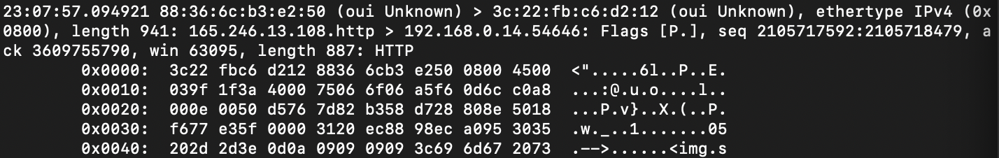 23:07:57.094921 88:36:6c:b3:e2:50 (oui Unknown) > 3c:22:fb:c6:d2:12 (oui Unknown), ethertype IPv4 (0x
0800), length 941: 165.246.13.108.http > 192.168.0.14.54646: Flags [P.], seq 2105717592:2105718479, a
ck 3609755790, win 63095, length 887: HTTP
0x0000:  3c22 fbc6 d212 8836 6cb3 e250 0800 4500  <".....6l..P..E.
0x0010:  039f 1f3a 4000 7506 6f06 a5f6 0d6c c0a8  ...:@.u.o....l..
0x0020:  000e 0050 d576 7d82 b358 d728 808e 5018  ...P.v}..X.(..P.
0x0030:  f677 e35f 0000 3120 ec88 98ec a095 3035  .w._..1.......05
0x0040:  202d 2d3e 0d0a 0909 0909 3c69 6d67 2073  .-->......<img.s